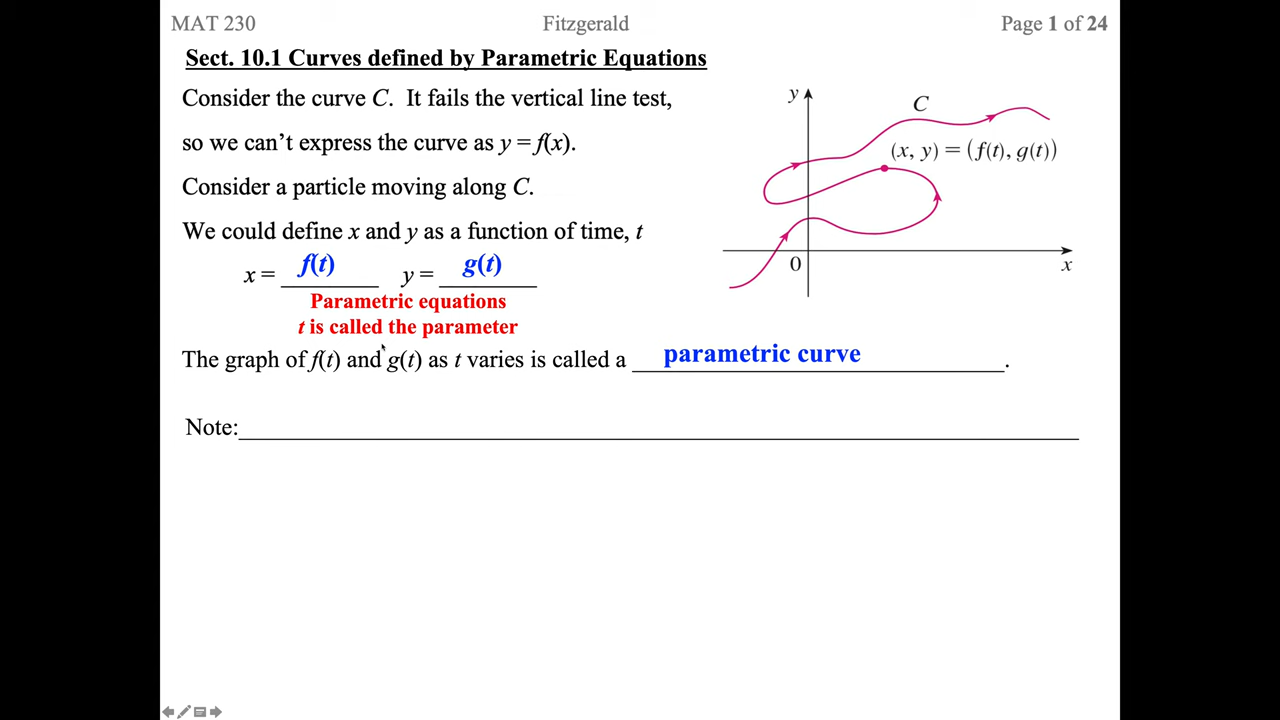 MAT 230 Fitzgerald Page 1 of 24
Sect. 10.1 Curves defined by Parametric Equations
Consider the curve C. It fails the vertical line test,
so we can't express the curve as y = f(x).
Consider a particle moving along C.
We could define x and y as a function of time, t
x = f(t) y = g(t)
Parametric equations
t is called the parameter
The graph of f(t) and g(t) as t varies is called a parametric curve.
Note:
y
C
(x, y) = (f(t), g(t))
0
x